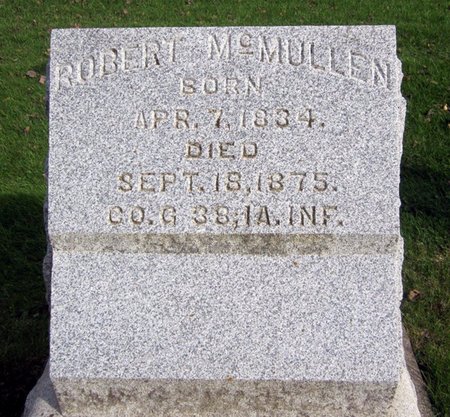 ROBERT McMULLEN
BORN
APR. 7, 1834.
DIED
SEPT. 18, 1875.
CO. G 38, IA. INF.